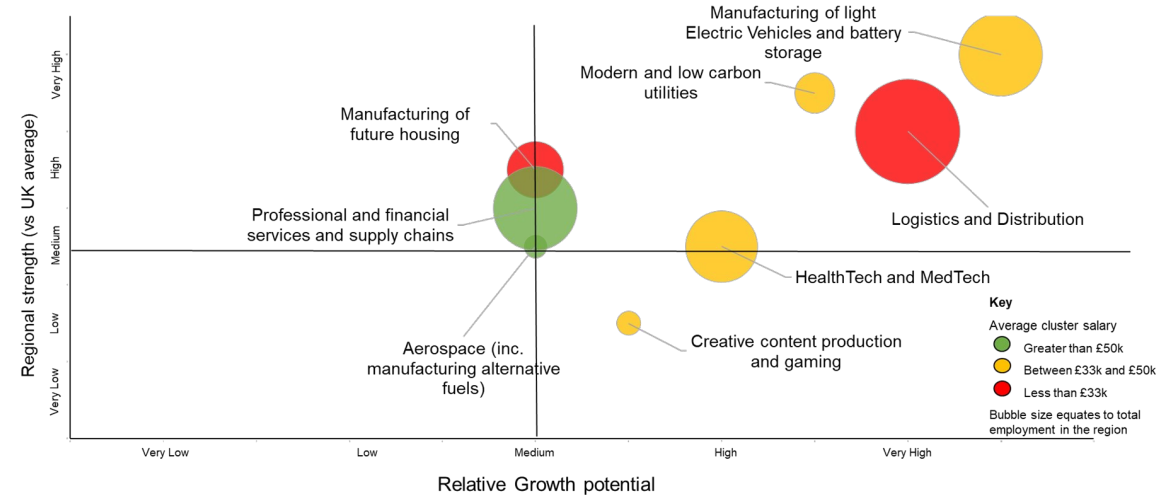 Manufacturing of light
Electric Vehicles and battery
storage
Modern and low carbon
utilities
Manufacturing of
future housing
Logistics and Distribution
Professional and financial
services and supply chains
HealthTech and MedTech
Creative content production
and gaming
Aerospace (inc.
manufacturing alternative
fuels)
Regional strength (vs UK average)
Very High
High
Medium
Low
Very Low
Key
Average cluster salary
Greater than £50k
Between £33k and £50k
Less than £33k
Bubble size equates to total
employment in the region
Very Low
Low
Medium
High
Very High
Relative Growth potential